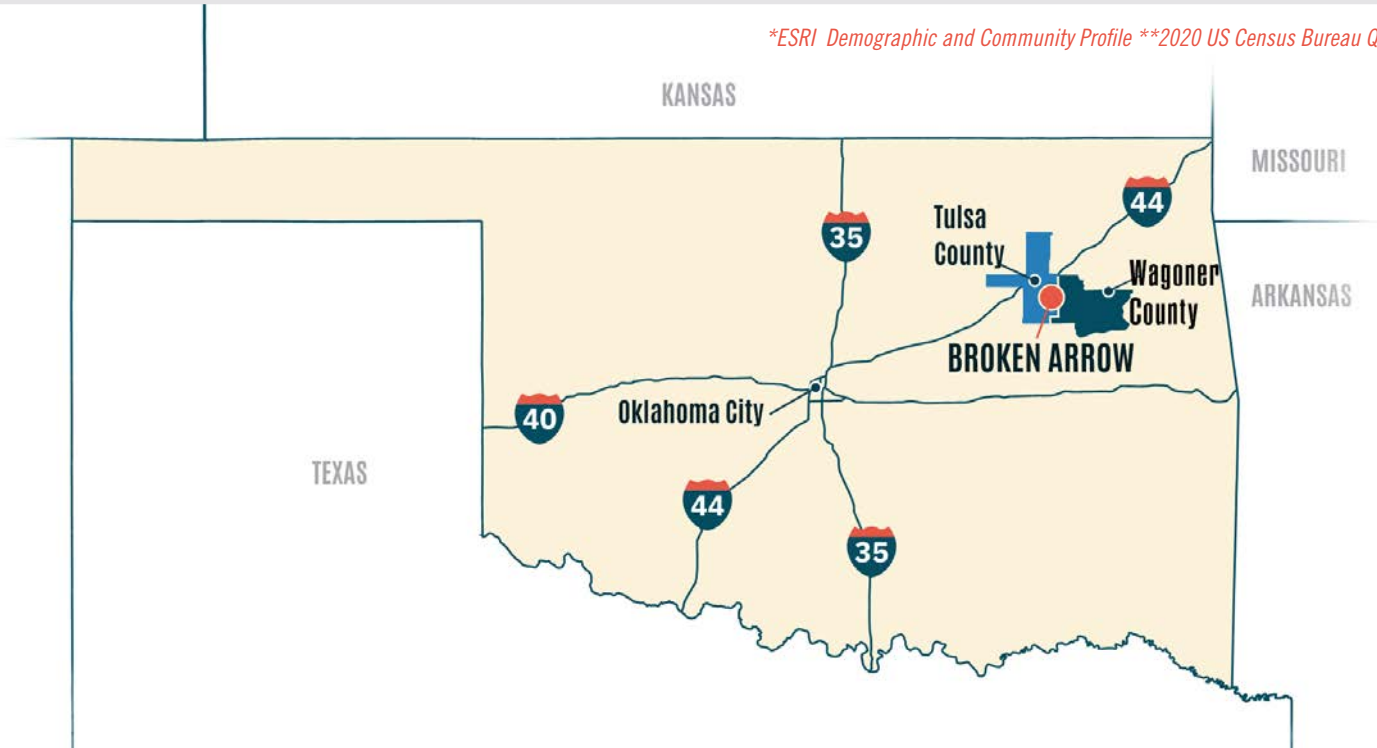 *ESRI Demographic and Community Profile **2020 US Census Bureau Q
KANSAS
MISSOURI
44
Tulsa
County
35
Wagoner
County
ARKANSAS
BROKEN ARROW
40
Oklahoma City
TEXAS
44
35